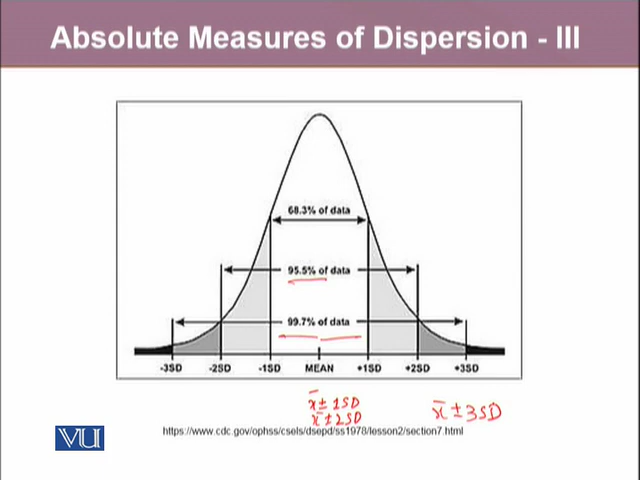 Absolute Measures of Dispersion - III
68.3% of data
95.5% of data
99.7% of data
-3SD -2SD -1SD MEAN +1SD +2SD +3SD
x̄ ± 1SD
x̄ ± 2SD
x̄ ± 3SD
VU
https://www.cdc.gov/ophss/csels/dsepd/ss1978/lesson2/section7.html